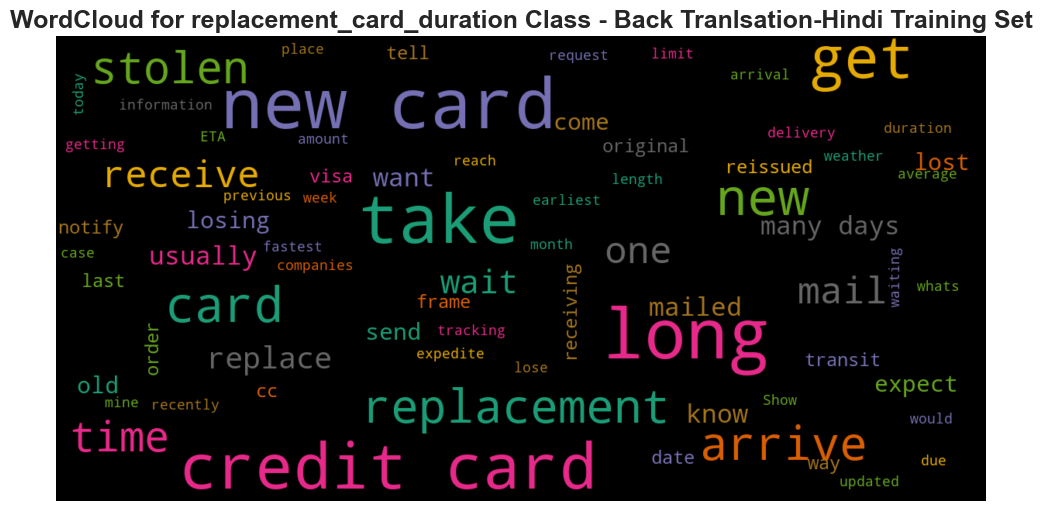 WordCloud for replacement_card_duration Class - Back Tranlsation-Hindi Training Set
place
tell
request
limit
get
stolen
today
information
new card
arrival
come
getting
ETA
amount
original
delivery
duration
receive
visa
previous
week
want
reach
length
reissued
weather
lost
average
notify
losing
take
earliest
new
many days
case
usually
fastest
companies
month
one
last
wait
mail
waiting
whats
card
frame
receiving
mailed
order
send
tracking
long
replace
expedite
lose
transit
old
mine
recently
cc
replacement
know
Show
expect
would
time
credit card
date
arrive
way
due
updated